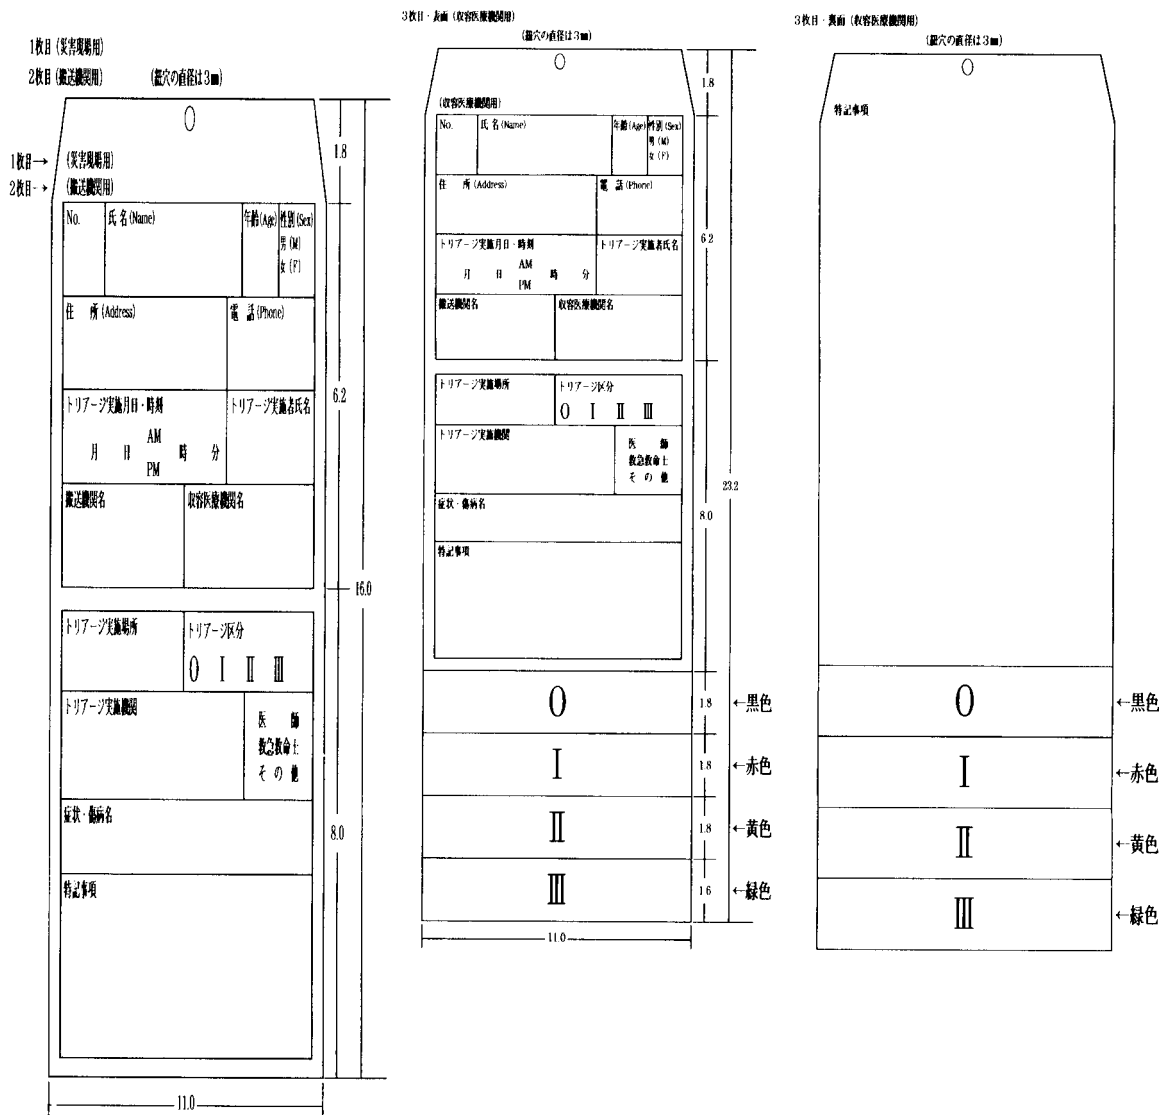 1枚目（災害現場用）
2枚目（搬送機関用）　（紐穴の直径は3㎜）
1枚目→（災害現場用）
2枚目→（搬送機関用）
No.　氏 名(Name)　年齢(Age)　性別(Sex)
男(M)
女(F)
住　所(Address)　電 話(Phone)
トリアージ実施月日・時刻　トリアージ実施者氏名
AM
月　日　時　分
PM
搬送機関名　収容医療機関名
トリアージ実施場所　トリアージ区分
0　Ⅰ　Ⅱ　Ⅲ
トリアージ実施機関
医　師
救急救命士
そ の 他
症状・傷病名
特記事項
1.8
6.2
16.0
8.0
11.0
3枚目・表面（収容医療機関用）
（紐穴の直径は3㎜）
（収容医療機関用）
No.　氏 名(Name)　年齢(Age)　性別(Sex)
男(M)
女(F)
住　所(Address)　電 話(Phone)
トリアージ実施月日・時刻　トリアージ実施者氏名
AM
月　日　時　分
PM
搬送機関名　収容医療機関名
トリアージ実施場所　トリアージ区分
0　Ⅰ　Ⅱ　Ⅲ
トリアージ実施機関
医　師
救急救命士
そ の 他
症状・傷病名
特記事項
0　1.8　←黒色
Ⅰ　1.8　←赤色
Ⅱ　1.8　←黄色
Ⅲ　1.6　←緑色
1.8
6.2
23.2
8.0
11.0
3枚目・裏面（収容医療機関用）
（紐穴の直径は3㎜）
特記事項
0　←黒色
Ⅰ　←赤色
Ⅱ　←黄色
Ⅲ　←緑色